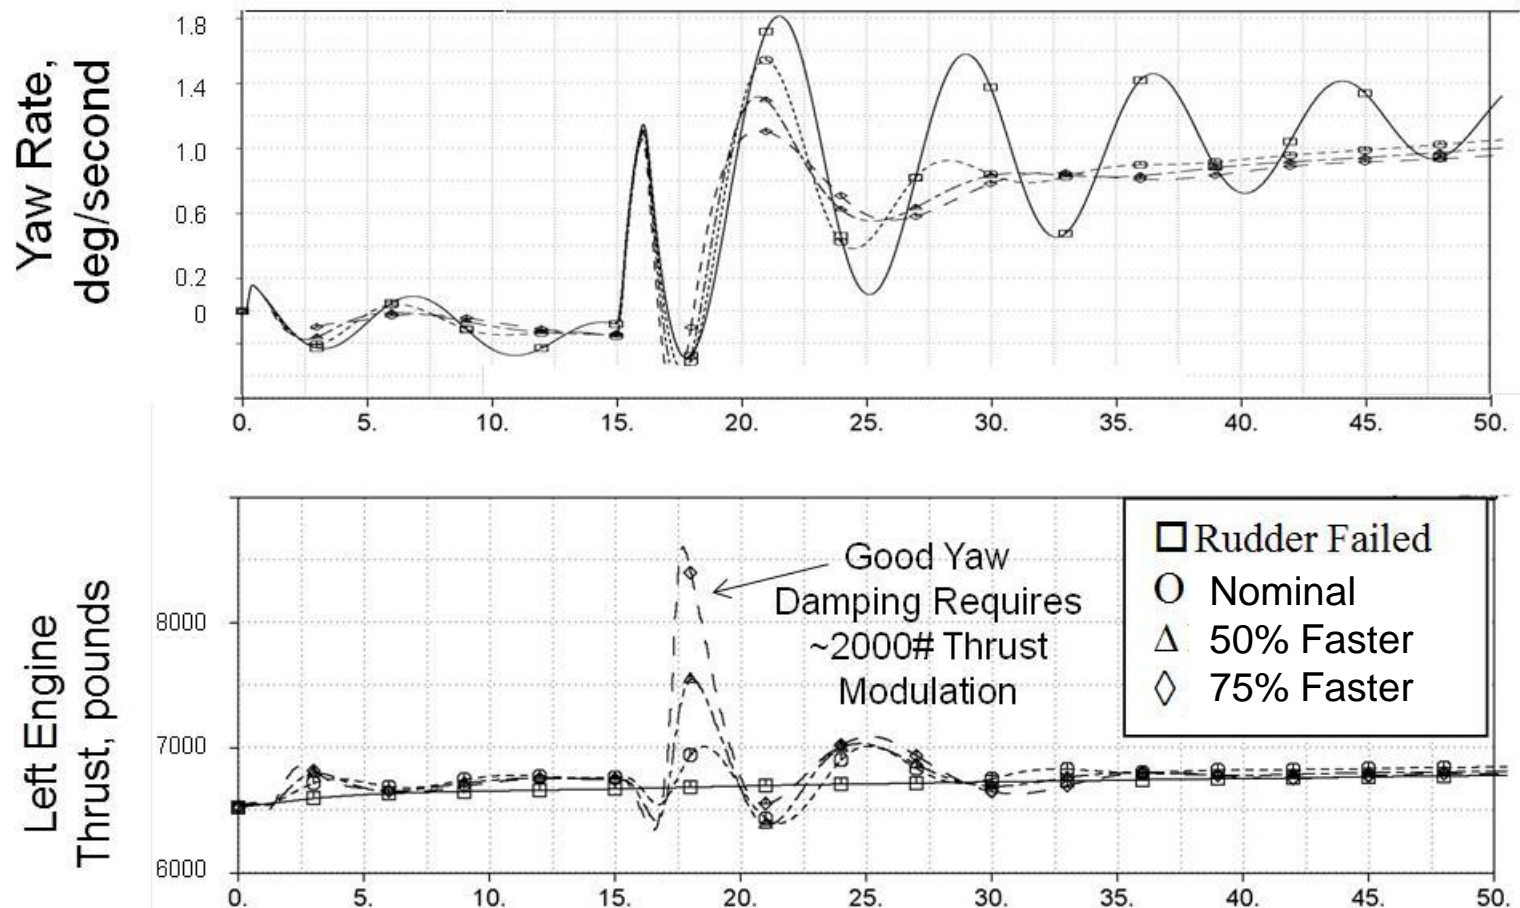 Yaw Rate,
deg/second
1.8
1.4
1.0
0.6
0.2
0
0. 5. 10. 15. 20. 25. 30. 35. 40. 45. 50.
Left Engine
Thrust, pounds
8000
7000
6000
Good Yaw
Damping Requires
~2000# Thrust
Modulation
Rudder Failed
Nominal
50% Faster
75% Faster
0. 5. 10. 15. 20. 25. 30. 35. 40. 45. 50.